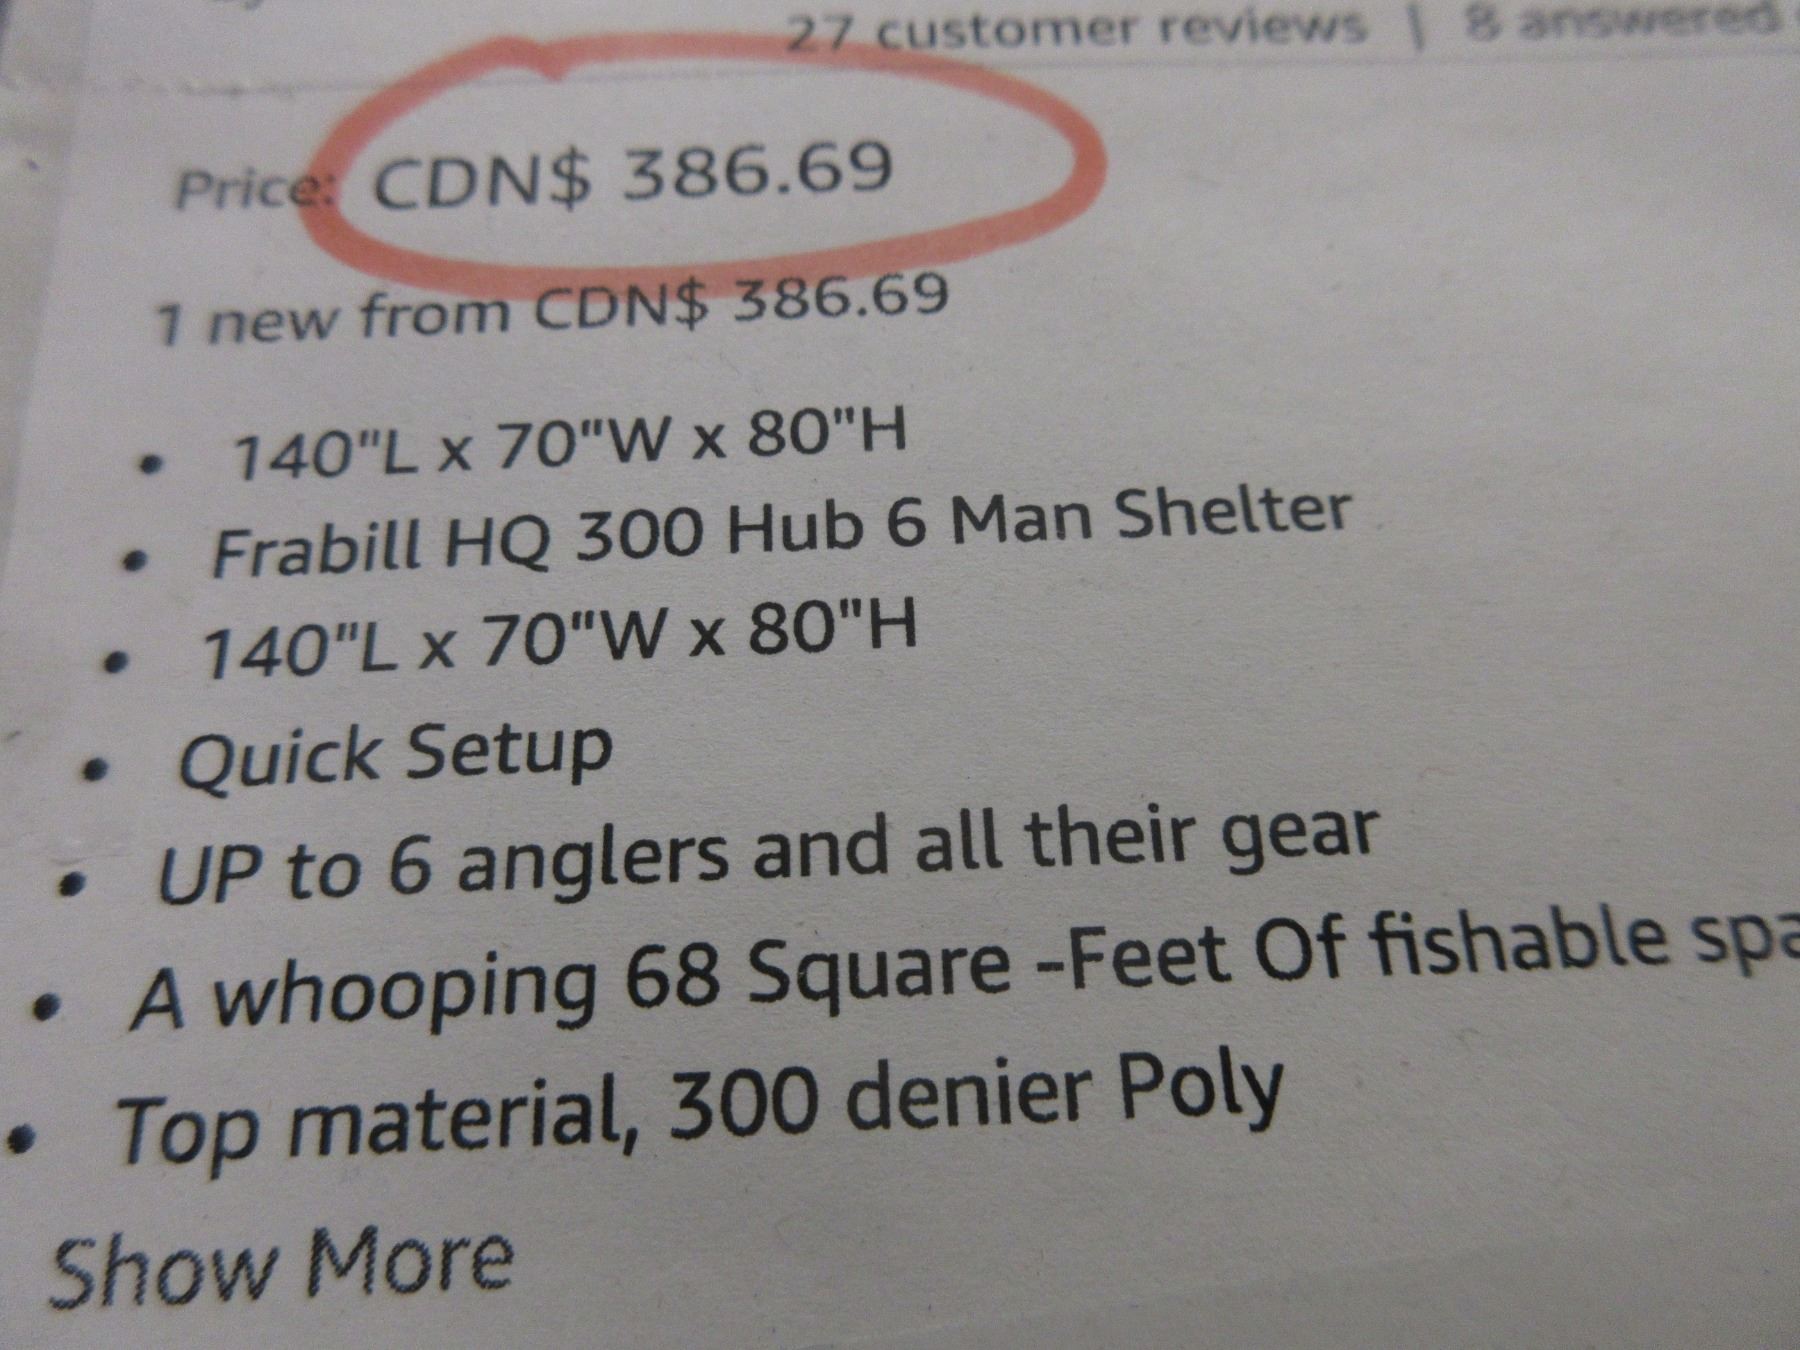 27 customer reviews | 8 answered
Price: CDN$ 386.69
1 new from CDN$ 386.69
• 140"L x 70"W x 80"H
• Frabill HQ 300 Hub 6 Man Shelter
• 140"L x 70"W x 80"H
• Quick Setup
• UP to 6 anglers and all their gear
• A whooping 68 Square -Feet Of fishable spa
• Top material, 300 denier Poly
Show More